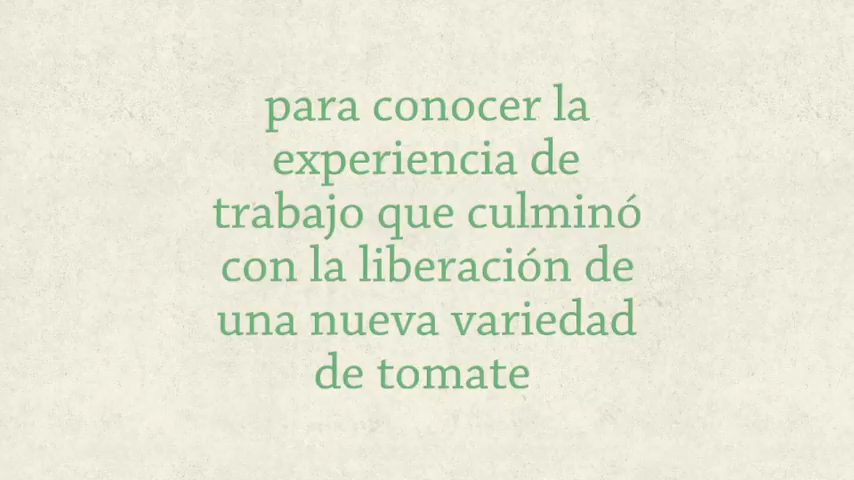 para conocer la
experiencia de
trabajo que culminó
con la liberación de
una nueva variedad
de tomate